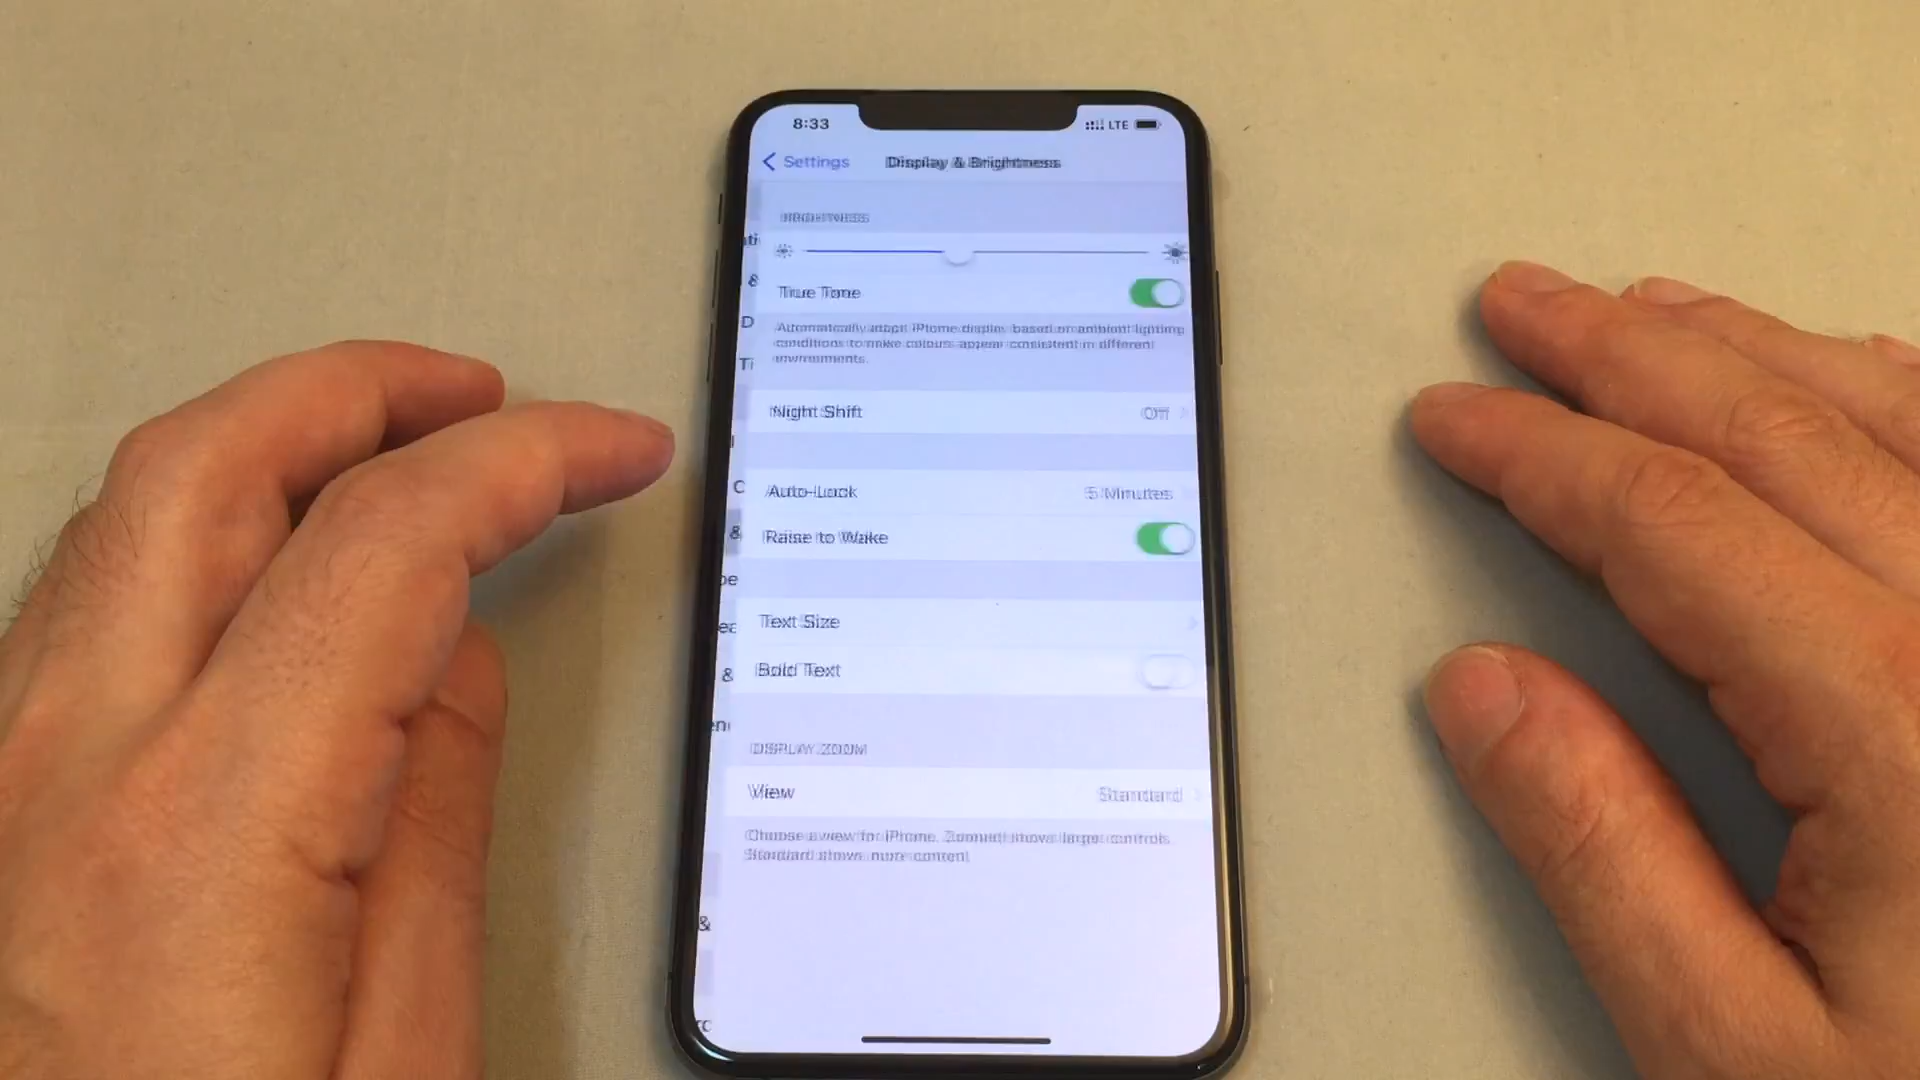 8:33
LTE
Settings
Display & Brightness
BRIGHTNESS
True Tone
Automatically adapt iPhone display based on ambient lighting
conditions to make colours appear consistent in different
environments.
Night Shift
Off
Auto-Lock
5 Minutes
Raise to Wake
Text Size
Bold Text
DISPLAY ZOOM
View
Standard
Choose a view for iPhone. Zoomed shows larger controls.
Standard shows more content.